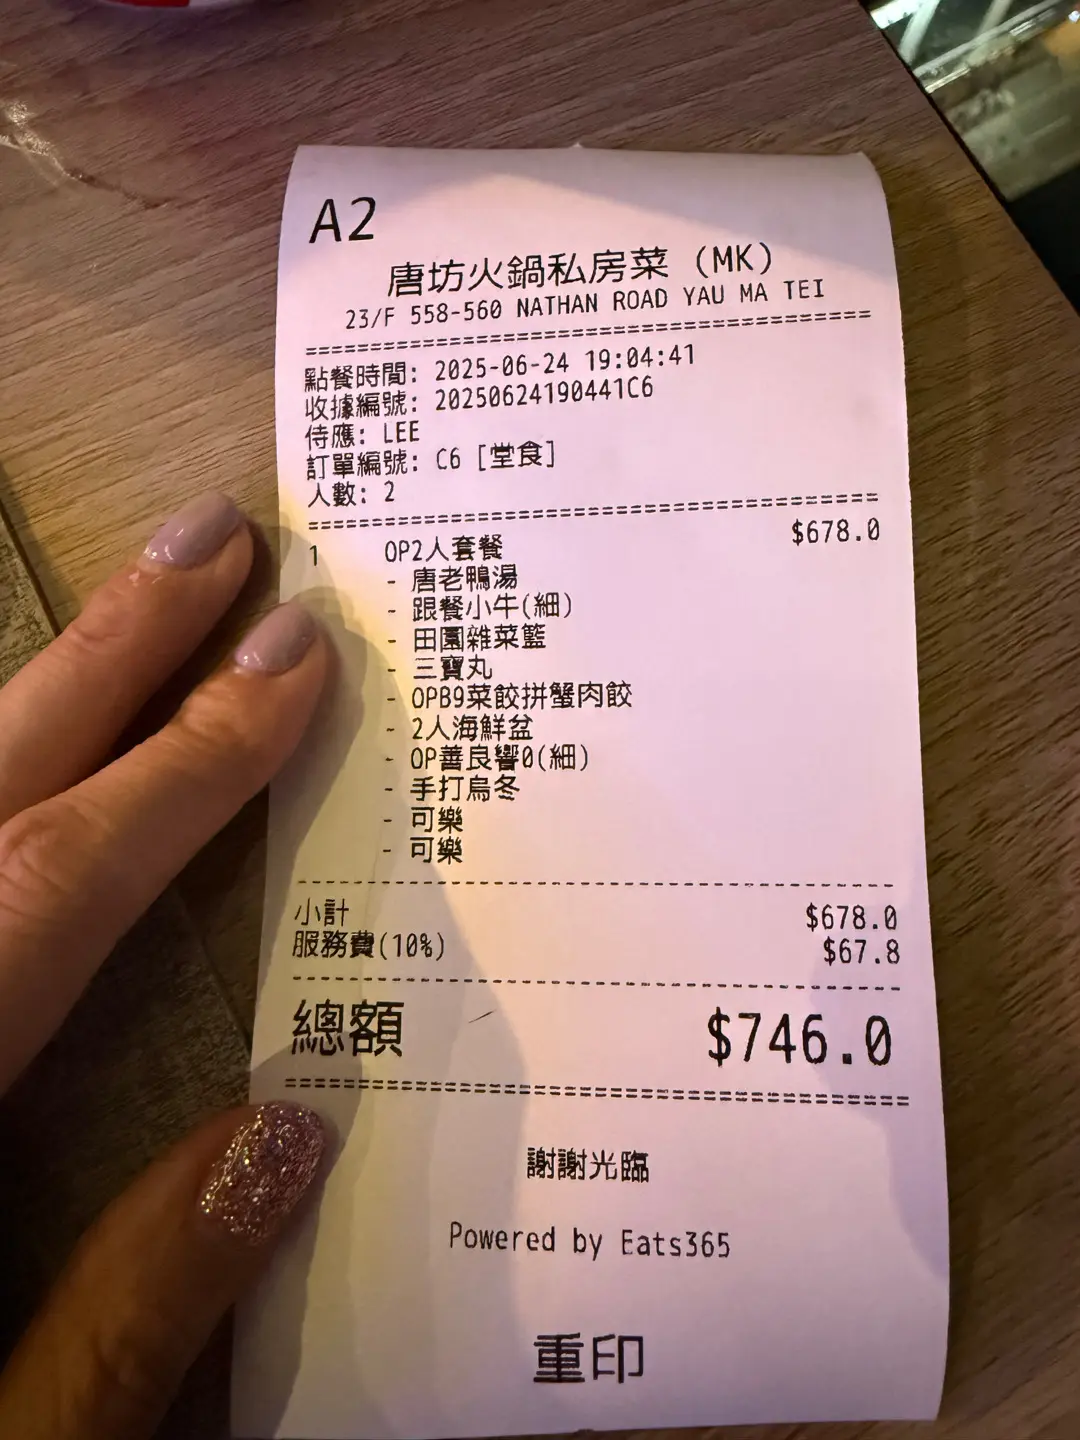 A2
唐坊火鍋私房菜 (MK)
23/F 558-560 NATHAN ROAD YAU MA TEI
點餐時間: 2025-06-24 19:04:41
收據編號: 20250624190441C6
侍應: LEE
訂單編號: C6 [堂食]
人數: 2
1 OP2人套餐 $678.0
- 唐老鴨湯
- 跟餐小牛(細)
- 田園雜菜籃
- 三寶丸
- OPB9菜餃拼蟹肉餃
- 2人海鮮盆
- OP善良響0(細)
- 手打烏冬
- 可樂
- 可樂
小計 $678.0
服務費(10%) $67.8
總額 $746.0
謝謝光臨
Powered by Eats365
重印